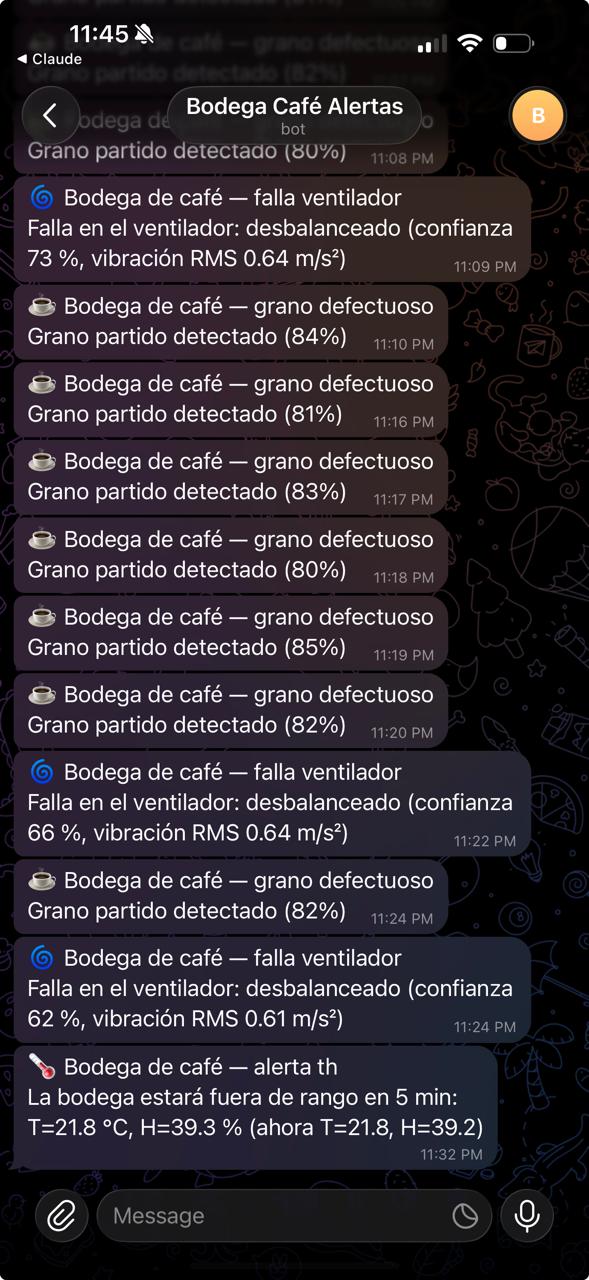 11:45
◀ Claude
Bodega Café Alertas
bot
B
Grano partido detectado (80%) 11:08 PM
🌀 Bodega de café — falla ventilador
Falla en el ventilador: desbalanceado (confianza
73 %, vibración RMS 0.64 m/s²) 11:09 PM
☕ Bodega de café — grano defectuoso
Grano partido detectado (84%) 11:10 PM
☕ Bodega de café — grano defectuoso
Grano partido detectado (81%) 11:16 PM
☕ Bodega de café — grano defectuoso
Grano partido detectado (83%) 11:17 PM
☕ Bodega de café — grano defectuoso
Grano partido detectado (80%) 11:18 PM
☕ Bodega de café — grano defectuoso
Grano partido detectado (85%) 11:19 PM
☕ Bodega de café — grano defectuoso
Grano partido detectado (82%) 11:20 PM
🌀 Bodega de café — falla ventilador
Falla en el ventilador: desbalanceado (confianza
66 %, vibración RMS 0.64 m/s²) 11:22 PM
☕ Bodega de café — grano defectuoso
Grano partido detectado (82%) 11:24 PM
🌀 Bodega de café — falla ventilador
Falla en el ventilador: desbalanceado (confianza
62 %, vibración RMS 0.61 m/s²) 11:24 PM
🌡️ Bodega de café — alerta th
La bodega estará fuera de rango en 5 min:
T=21.8 °C, H=39.3 % (ahora T=21.8, H=39.2)
11:32 PM
Message